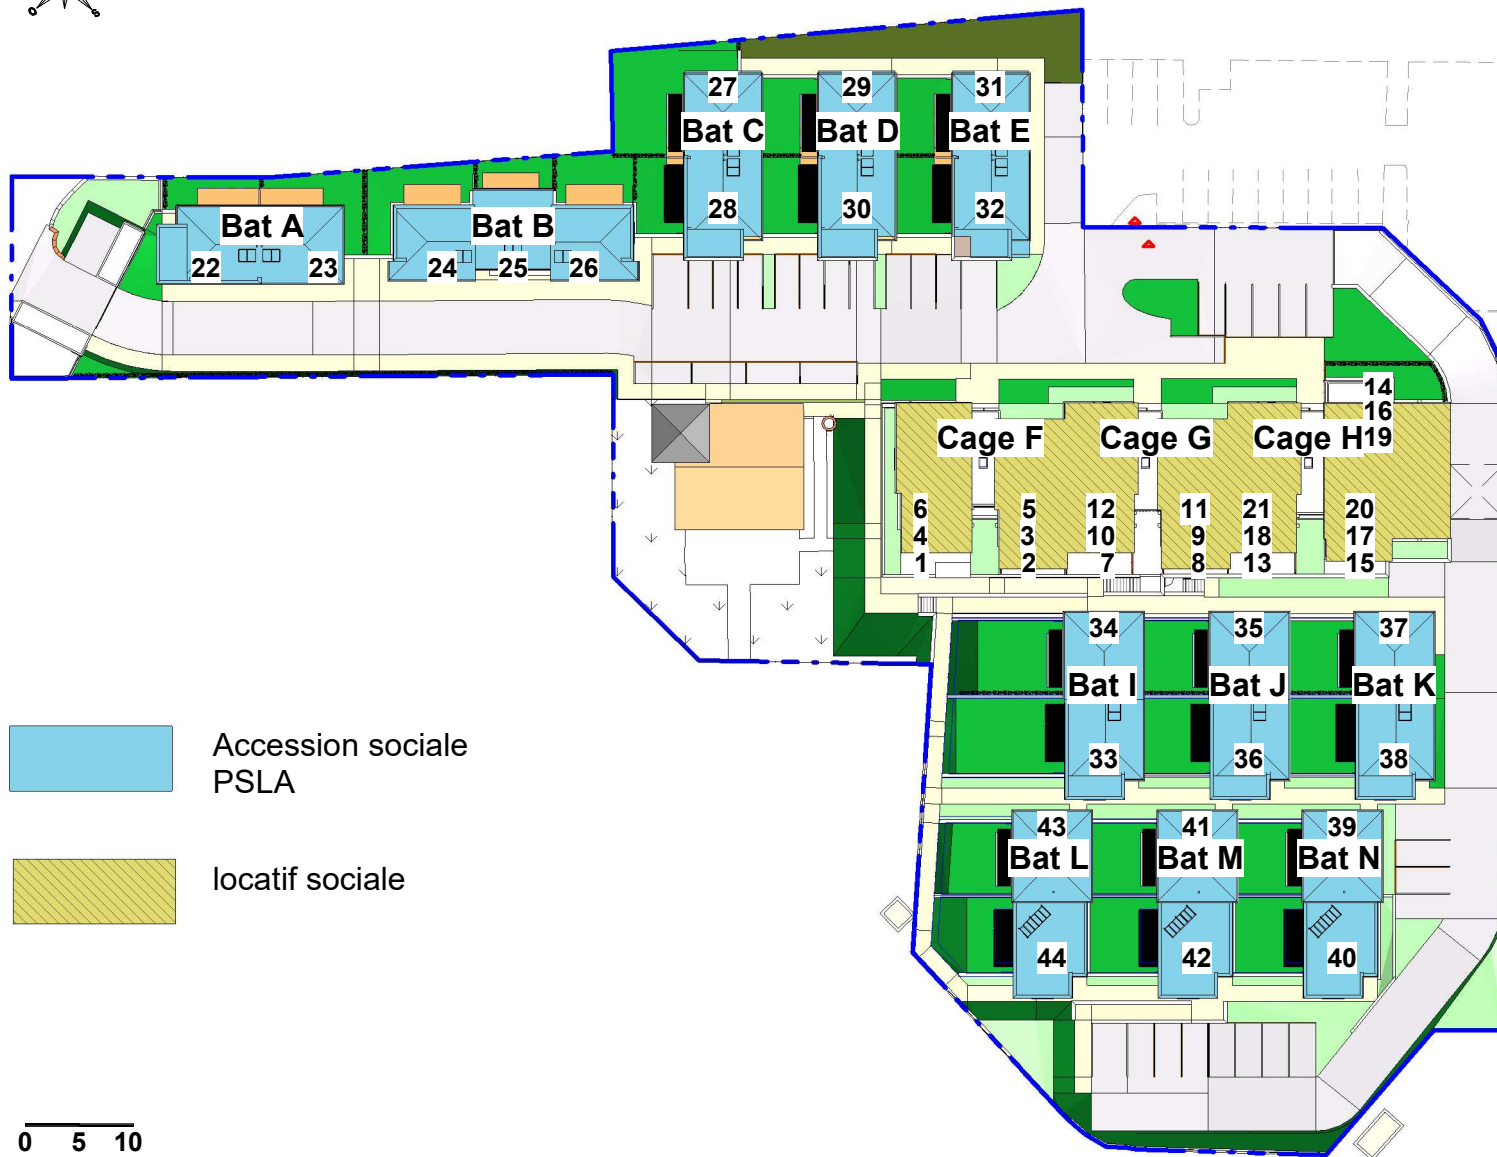 27 29 31
Bat C Bat D Bat E
28 30 32
Bat A Bat B
22 23 24 25 26
14
16
Cage F Cage G Cage H 19
6 5 12 11 21 20
4 3 10 9 18 17
1 2 7 8 13 15
34 35 37
Bat I Bat J Bat K
33 36 38
Accession sociale
PSLA
43 41 39
Bat L Bat M Bat N
locatif sociale
44 42 40
0 5 10
O S